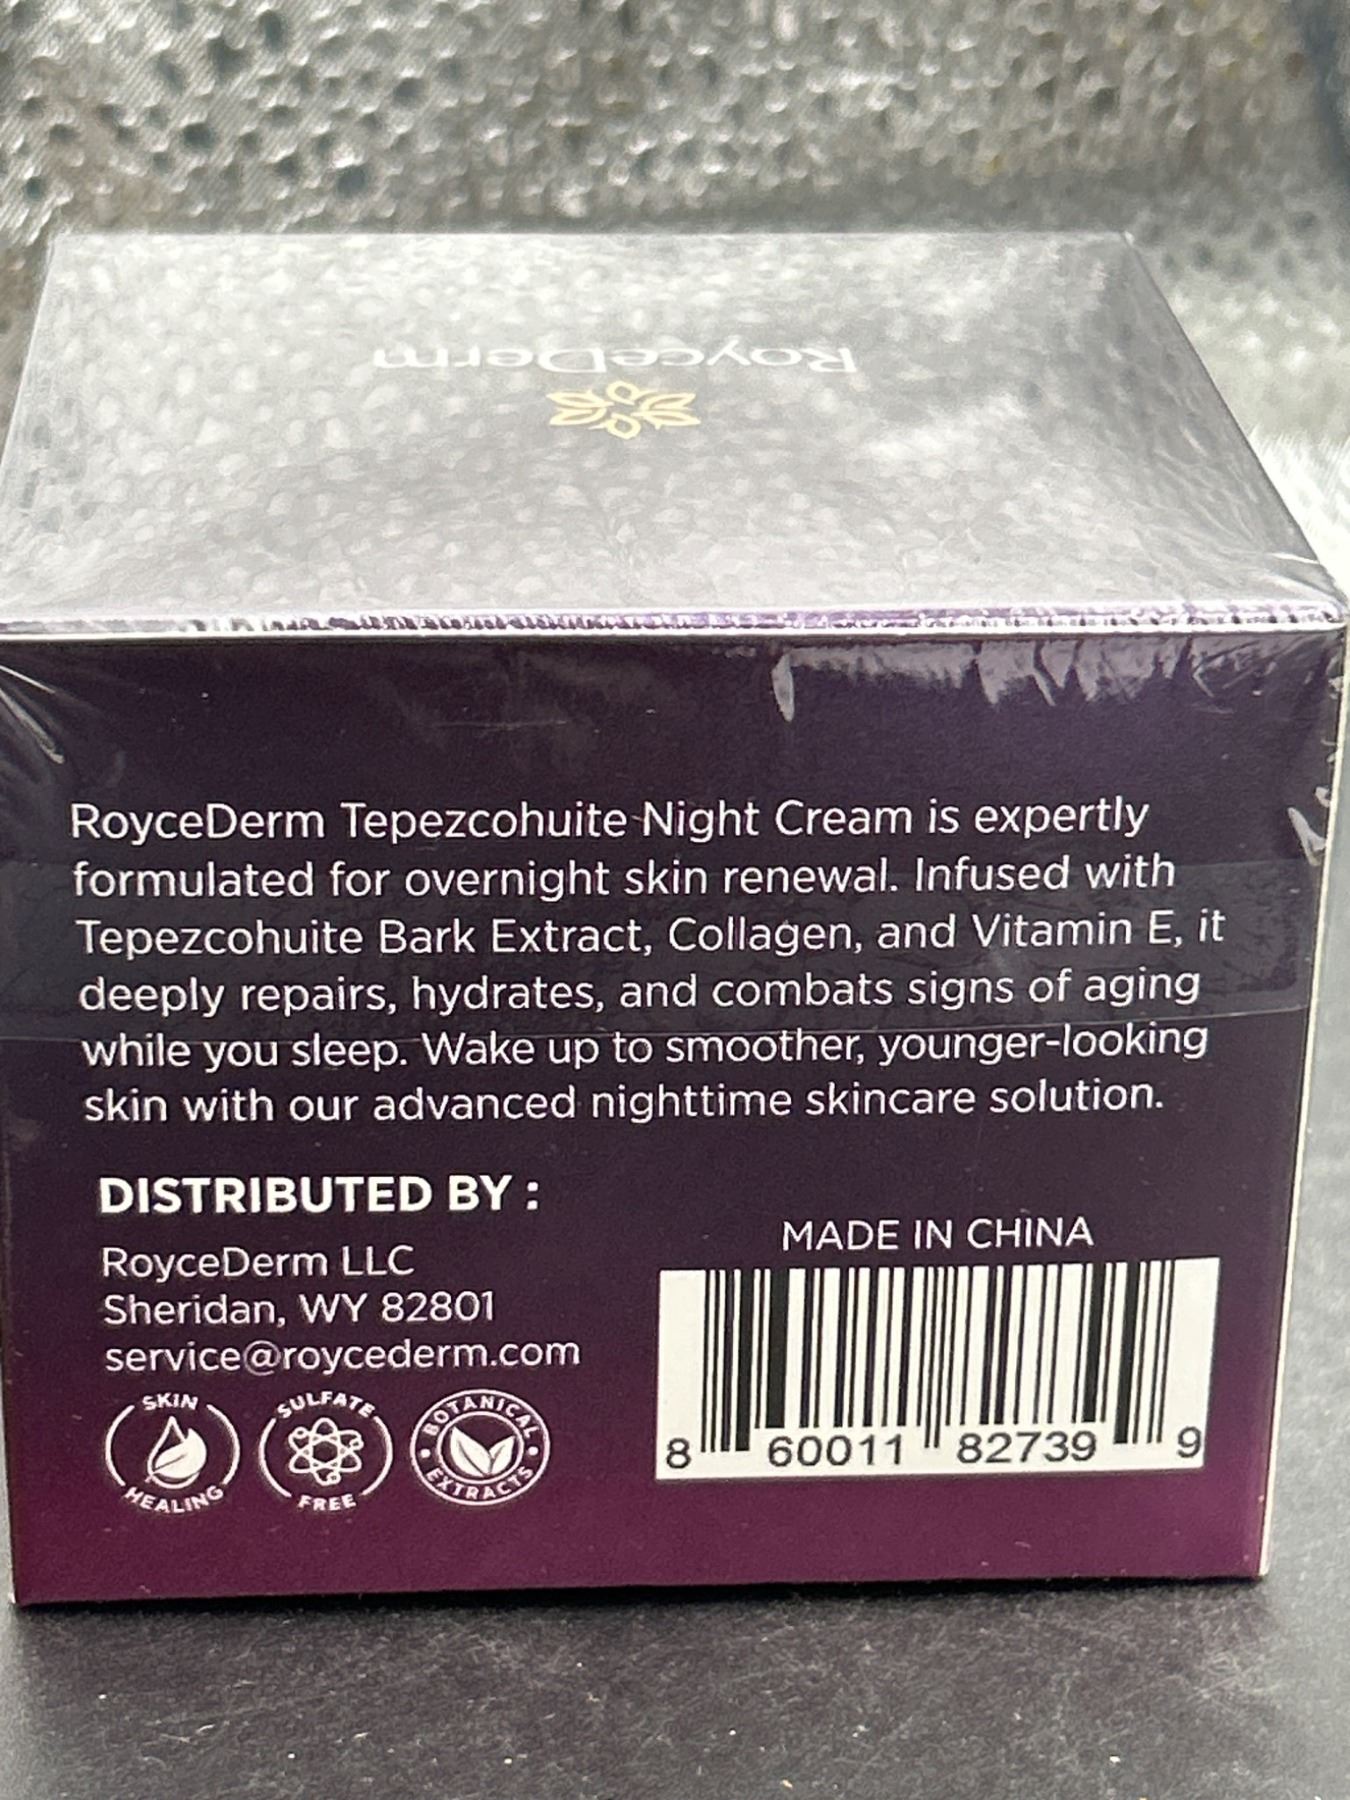 RoyceDerm
RoyceDerm Tepezcohuite Night Cream is expertly
formulated for overnight skin renewal. Infused with
Tepezcohuite Bark Extract, Collagen, and Vitamin E, it
deeply repairs, hydrates, and combats signs of aging
while you sleep. Wake up to smoother, younger-looking
skin with our advanced nighttime skincare solution.
DISTRIBUTED BY :
RoyceDerm LLC
Sheridan, WY 82801
service@roycederm.com
SKIN HEALING
SULFATE FREE
BOTANICAL EXTRACTS
MADE IN CHINA
8 60011 82739 9